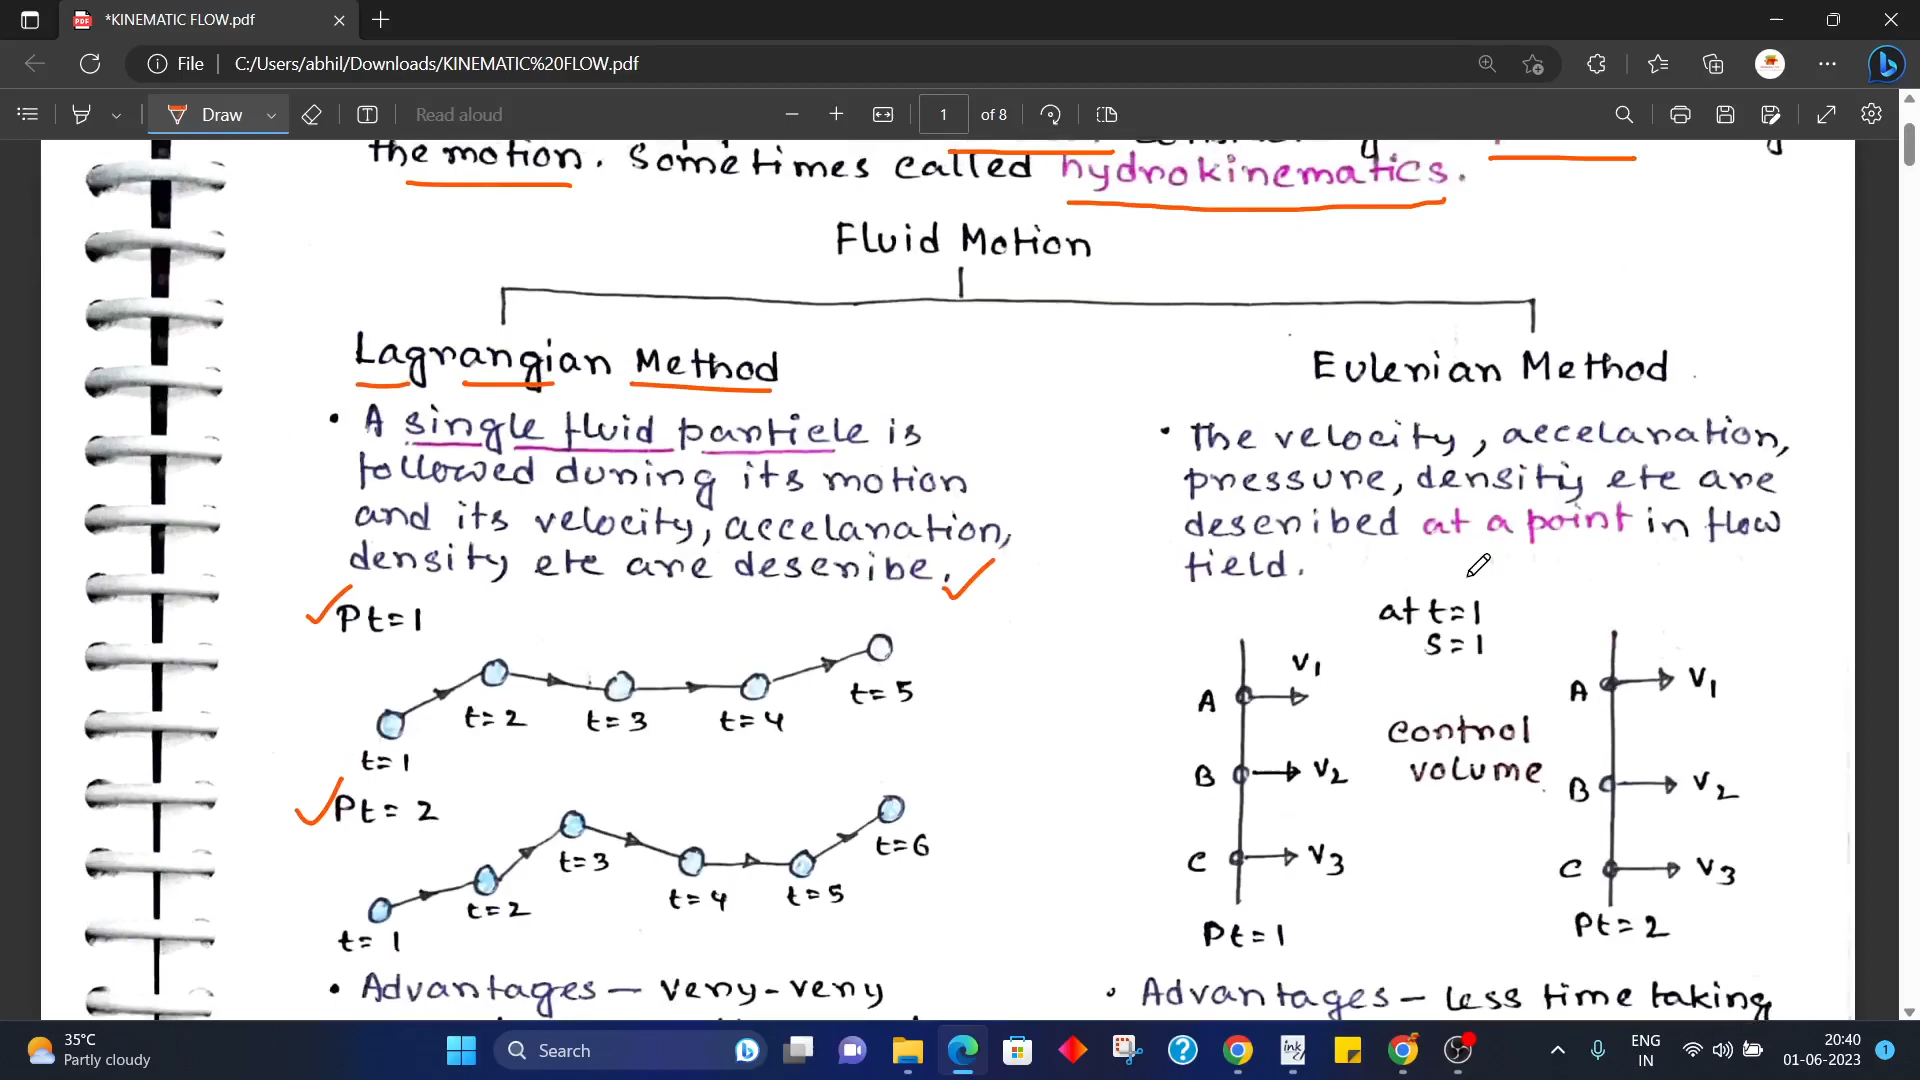 *KINEMATIC FLOW.pdf
File
C:/Users/abhil/Downloads/KINEMATIC%20FLOW.pdf
Draw
Read aloud
1 of 8
the motion. Sometimes called hydrokinematics.
Fluid Motion
Lagrangian Method
• A single fluid particle is
followed during its motion
and its velocity, accelaration,
density etc are describe.
Pt=1
t=1
t=2
t=3
t=4
t=5
Pt=2
t=1
t=2
t=3
t=4
t=5
t=6
• Advantages – very-very
Eulerian Method
• The velocity, accelaration,
pressure, density etc are
described at a point in flow
field.
at t=1
s=1
A V1
B V2
C V3
Pt=1
control
volume
A V1
B V2
C V3
Pt=2
• Advantages – less time taking
35°C
Partly cloudy
Search
ENG
IN
20:40
01-06-2023
1